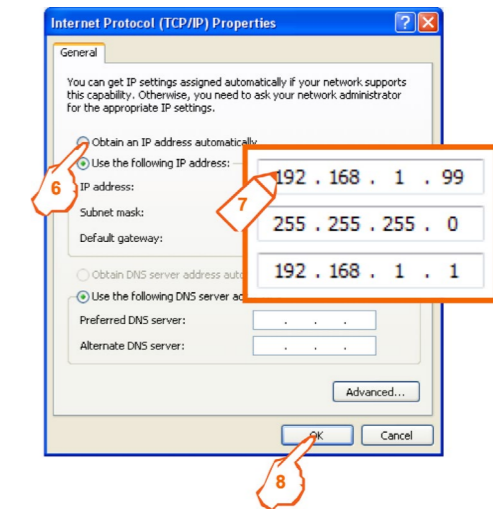 Internet Protocol (TCP/IP) Properties
General
You can get IP settings assigned automatically if your network supports
this capability. Otherwise, you need to ask your network administrator
for the appropriate IP settings.
Obtain an IP address automatically
Use the following IP address:
6
IP address:
192 . 168 . 1 . 99
7
Subnet mask:
255 . 255 . 255 . 0
Default gateway:
192 . 168 . 1 . 1
Obtain DNS server address auto
Use the following DNS server ad
Preferred DNS server:
. . .
Alternate DNS server:
. . .
Advanced...
OK
Cancel
8